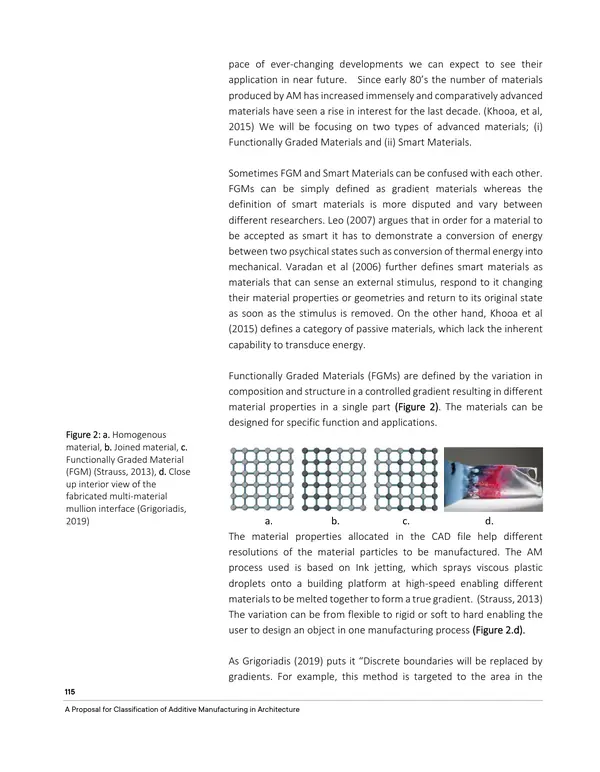 pace of ever-changing developments we can expect to see their
application in near future. Since early 80's the number of materials
produced by AM has increased immensely and comparatively advanced
materials have seen a rise in interest for the last decade. (Khooa, et al,
2015) We will be focusing on two types of advanced materials; (i)
Functionally Graded Materials and (ii) Smart Materials.
Sometimes FGM and Smart Materials can be confused with each other.
FGMs can be simply defined as gradient materials whereas the
definition of smart materials is more disputed and vary between
different researchers. Leo (2007) argues that in order for a material to
be accepted as smart it has to demonstrate a conversion of energy
between two psychical states such as conversion of thermal energy into
mechanical. Varadan et al (2006) further defines smart materials as
materials that can sense an external stimulus, respond to it changing
their material properties or geometries and return to its original state
as soon as the stimulus is removed. On the other hand, Khooa et al
(2015) defines a category of passive materials, which lack the inherent
capability to transduce energy.
Functionally Graded Materials (FGMs) are defined by the variation in
composition and structure in a controlled gradient resulting in different
material properties in a single part (Figure 2). The materials can be
designed for specific function and applications.
Figure 2: a. Homogenous
material, b. Joined material, c.
Functionally Graded Material
(FGM) (Strauss, 2013), d. Close
up interior view of the
fabricated multi-material
mullion interface (Grigoriadis,
2019)
a. b. c. d.
The material properties allocated in the CAD file help different
resolutions of the material particles to be manufactured. The AM
process used is based on Ink jetting, which sprays viscous plastic
droplets onto a building platform at high-speed enabling different
materials to be melted together to form a true gradient. (Strauss, 2013)
The variation can be from flexible to rigid or soft to hard enabling the
user to design an object in one manufacturing process (Figure 2.d).
As Grigoriadis (2019) puts it “Discrete boundaries will be replaced by
gradients. For example, this method is targeted to the area in the
115
A Proposal for Classification of Additive Manufacturing in Architecture